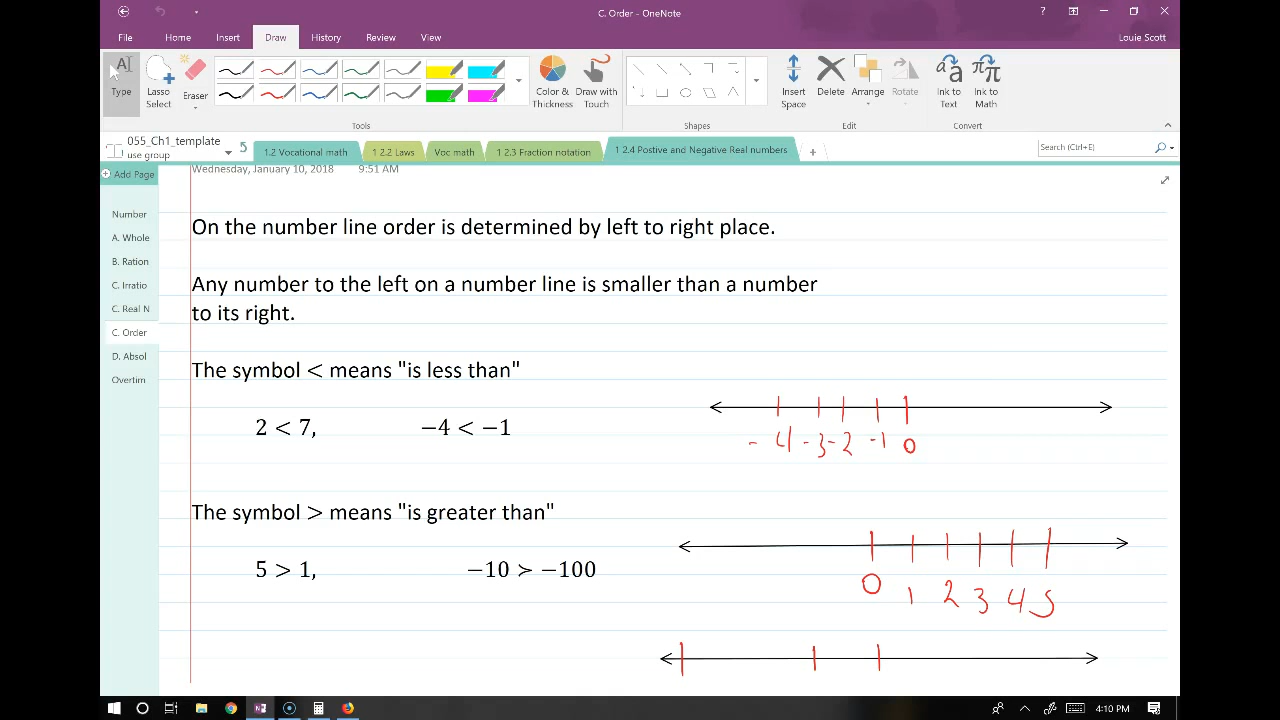 C. Order - OneNote
?
File Home Insert Draw History Review View
Louie Scott
Type
Lasso Select
Eraser
Color & Thickness
Draw with Touch
Insert Space
Delete
Arrange
Rotate
Ink to Text
Ink to Math
Tools Shapes Edit Convert
055_Ch1_template
use group
1.2 Vocational math
1 2.2 Laws
Voc math
1 2.3 Fraction notation
1 2.4 Postive and Negative Real numbers
Search (Ctrl+E)
Add Page
Wednesday, January 10, 2018 9:51 AM
Number
A. Whole
B. Ration
C. Irratio
C. Real N
C. Order
D. Absol
Overtim
On the number line order is determined by left to right place.
Any number to the left on a number line is smaller than a number
to its right.
The symbol < means "is less than"
2 < 7, −4 < −1
-4 -3 -2 -1 0
The symbol > means "is greater than"
5 > 1, −10 ≻ −100
0 1 2 3 4 5
4:10 PM